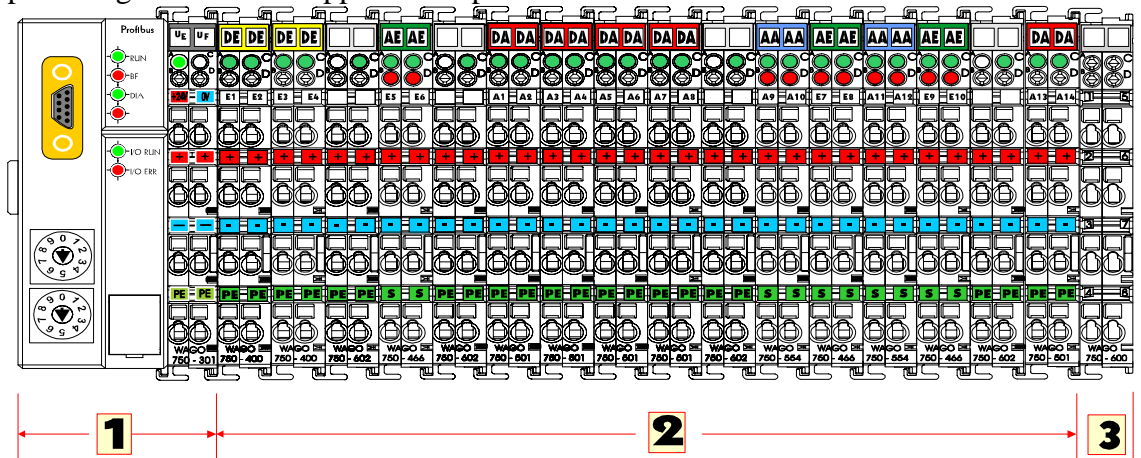 Profibus
UE UF DE DE DE DE AE AE DA DA DA DA DA DA DA DA AA AA AE AE AA AA AE AE DA DA
RUN
BF
DIA
I/O RUN
I/O ERR
+24V 0V E1 E2 E3 E4 E5 E6 A1 A2 A3 A4 A5 A6 A7 A8 A9 A10 E7 E8 A11 A12 E9 E10 A13 A14 1 5
+ + + + + + + + + + + + + + + + + + + + + + + + + + + + + + + + + + 2 6
— — - - - - - - - - - - - - - - - - - - - - - - - - - - - - - - - - 3 7
PE PE PE PE PE PE PE PE S S PE PE PE PE PE PE PE PE PE PE PE PE S S S S S S S S PE PE PE PE 4 8
WAGO WAGO WAGO WAGO WAGO WAGO WAGO WAGO WAGO WAGO WAGO WAGO WAGO WAGO WAGO WAGO WAGO WAGO
750 - 301 750 - 400 750 - 400 750 - 602 750 - 466 750 - 602 750 - 501 750 - 501 750 - 501 750 - 501 750 - 602 750 - 554 750 - 466 750 - 554 750 - 466 750 - 602 750 - 501 750 - 600
1 2 3